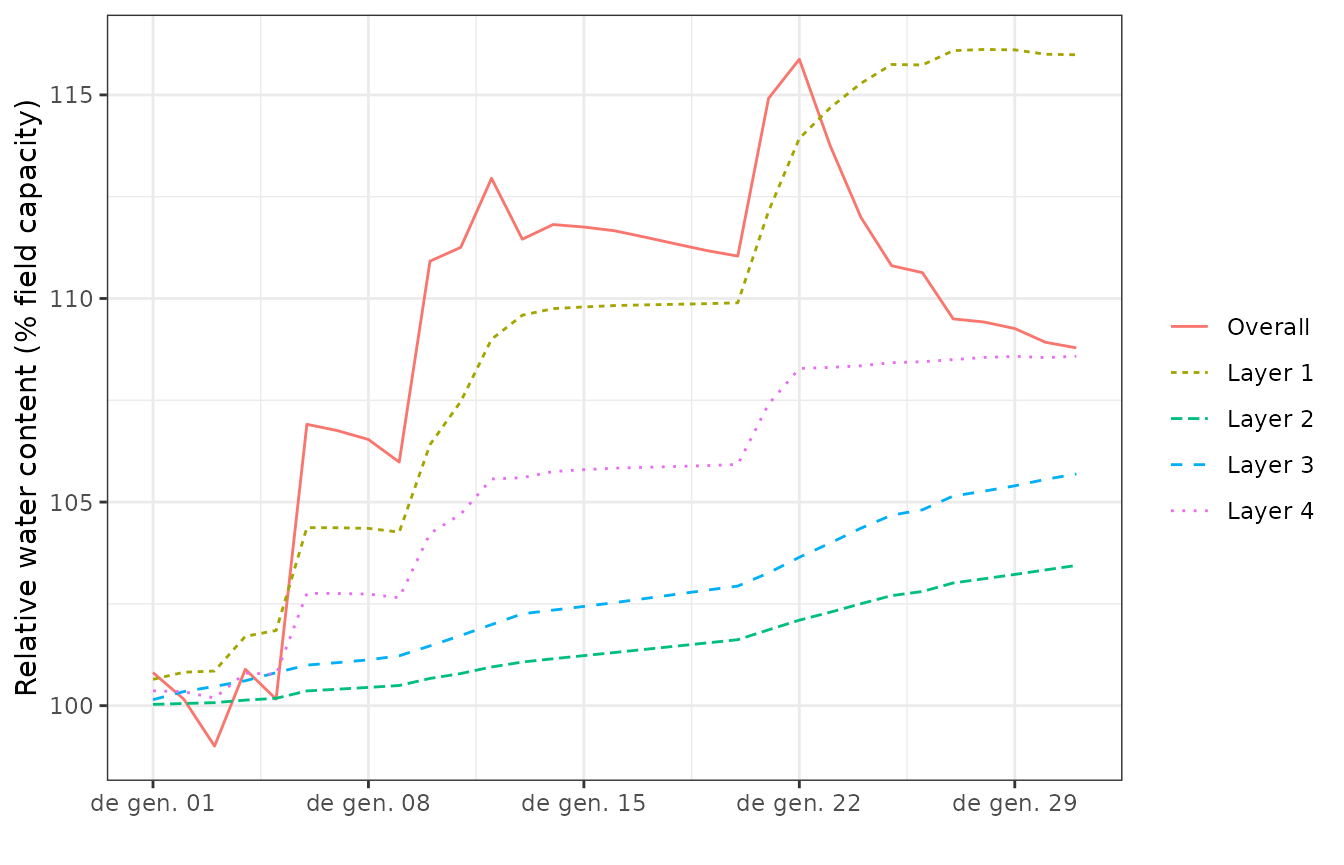 Relative water content (% field capacity)
115
110
105
100
de gen. 01
de gen. 08
de gen. 15
de gen. 22
de gen. 29
Overall
Layer 1
Layer 2
Layer 3
Layer 4